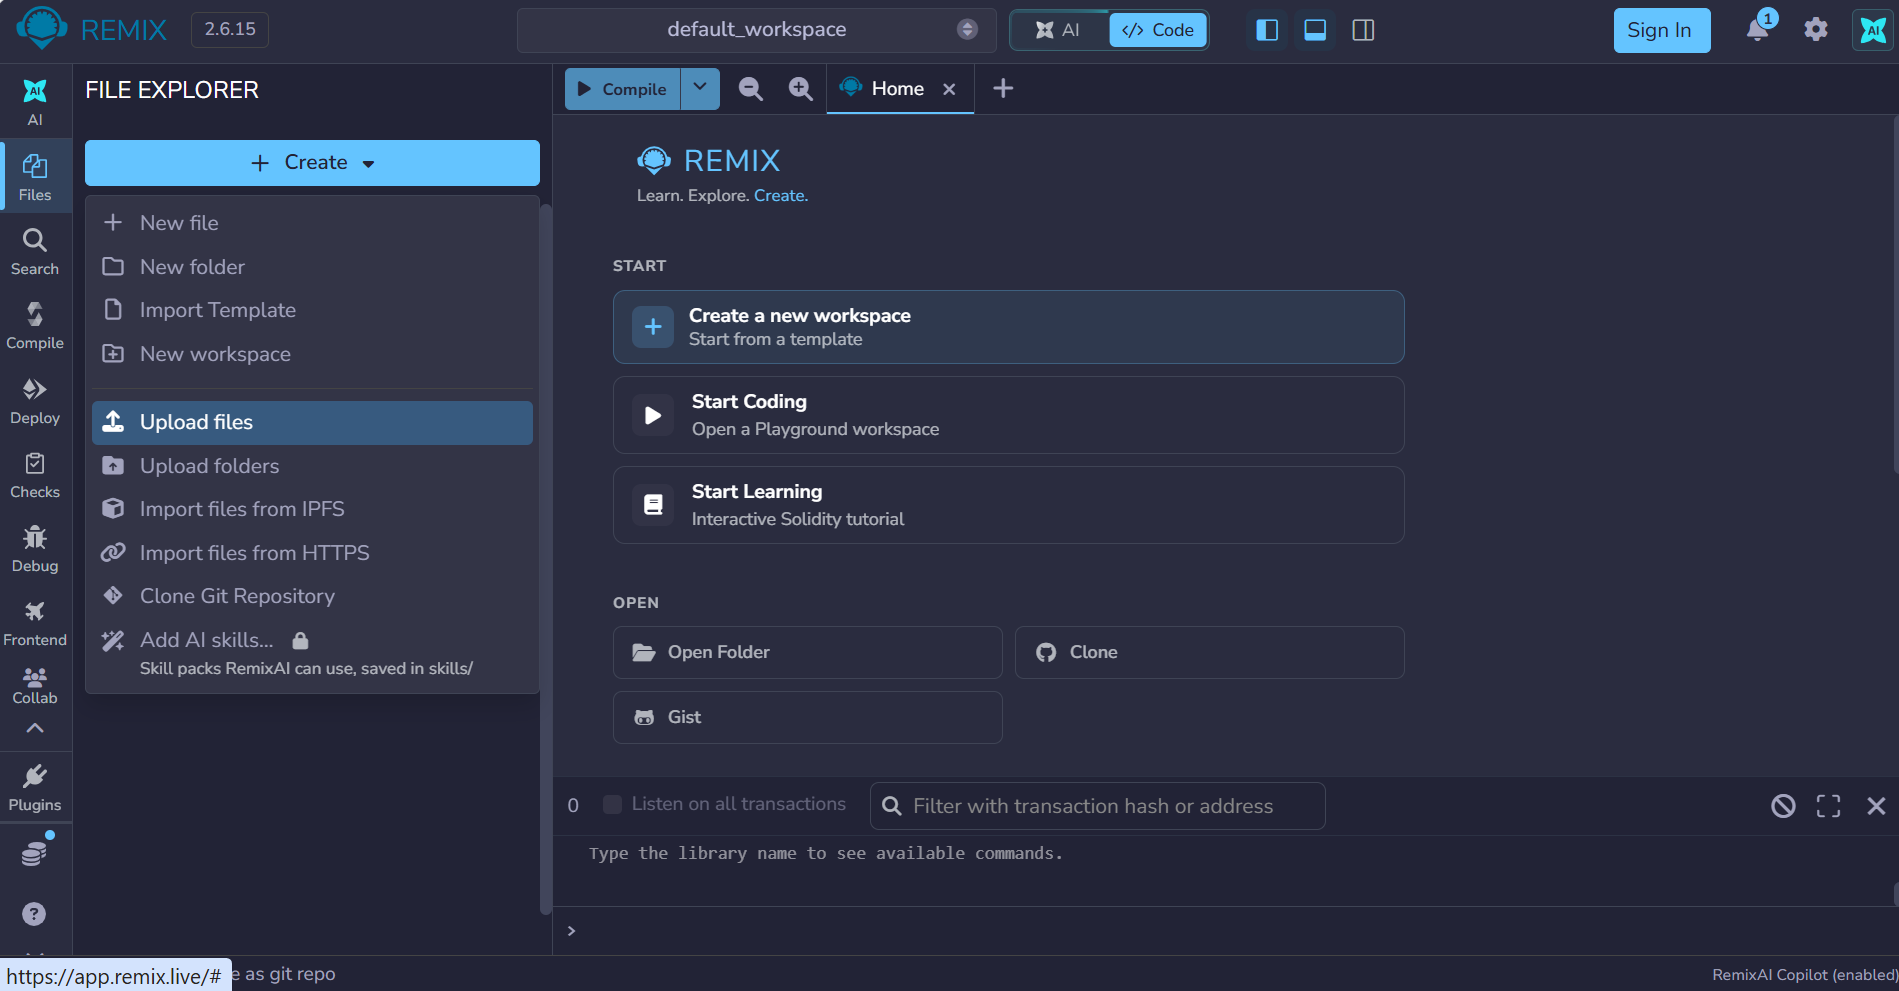 REMIX
2.6.15
default_workspace
AI
Code
Sign In
1
AI
AI
AI
Files
Search
Compile
Deploy
Checks
Debug
Frontend
Collab
Plugins
FILE EXPLORER
Create
New file
New folder
Import Template
New workspace
Upload files
Upload folders
Import files from IPFS
Import files from HTTPS
Clone Git Repository
Add AI skills...
Skill packs RemixAI can use, saved in skills/
Compile
Home
REMIX
Learn. Explore. Create.
START
Create a new workspace
Start from a template
Start Coding
Open a Playground workspace
Start Learning
Interactive Solidity tutorial
OPEN
Open Folder
Clone
Gist
0
Listen on all transactions
Filter with transaction hash or address
Type the library name to see available commands.
>
https://app.remix.live/#
e as git repo
RemixAI Copilot (enabled)